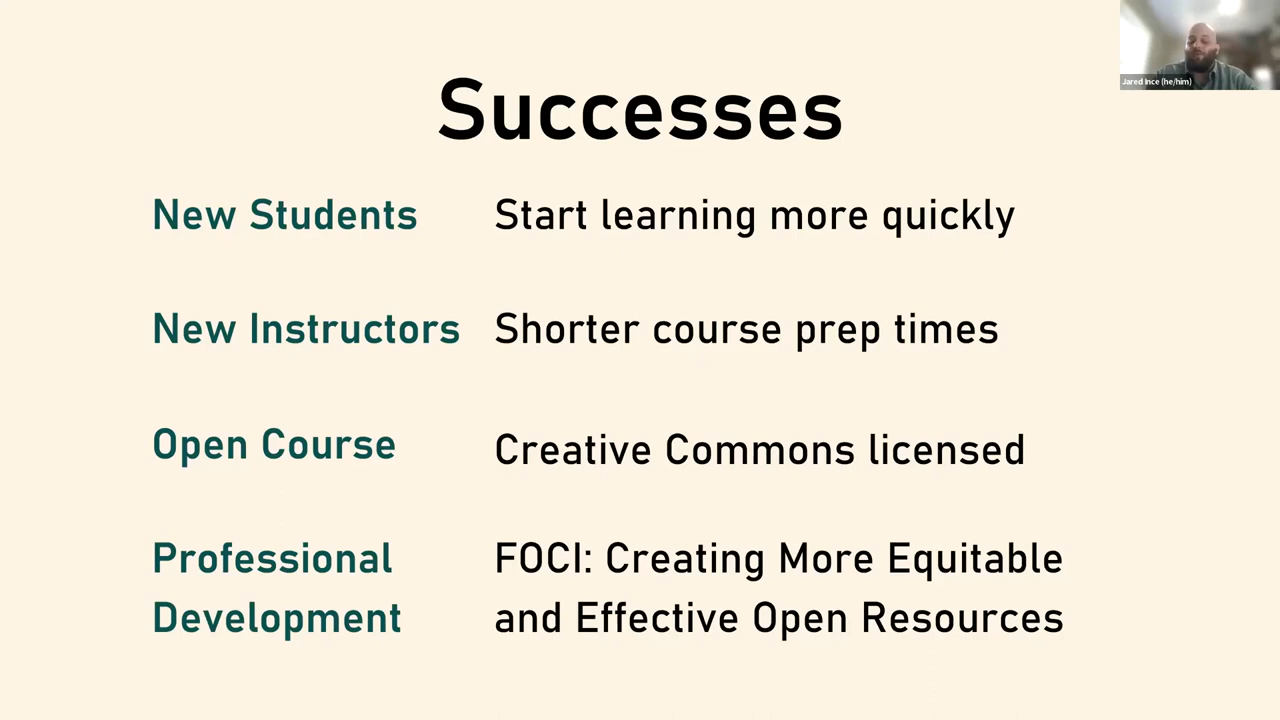 Jared Ince (he/him)
Successes
New Students Start learning more quickly
New Instructors Shorter course prep times
Open Course Creative Commons licensed
Professional FOCI: Creating More Equitable
Development and Effective Open Resources